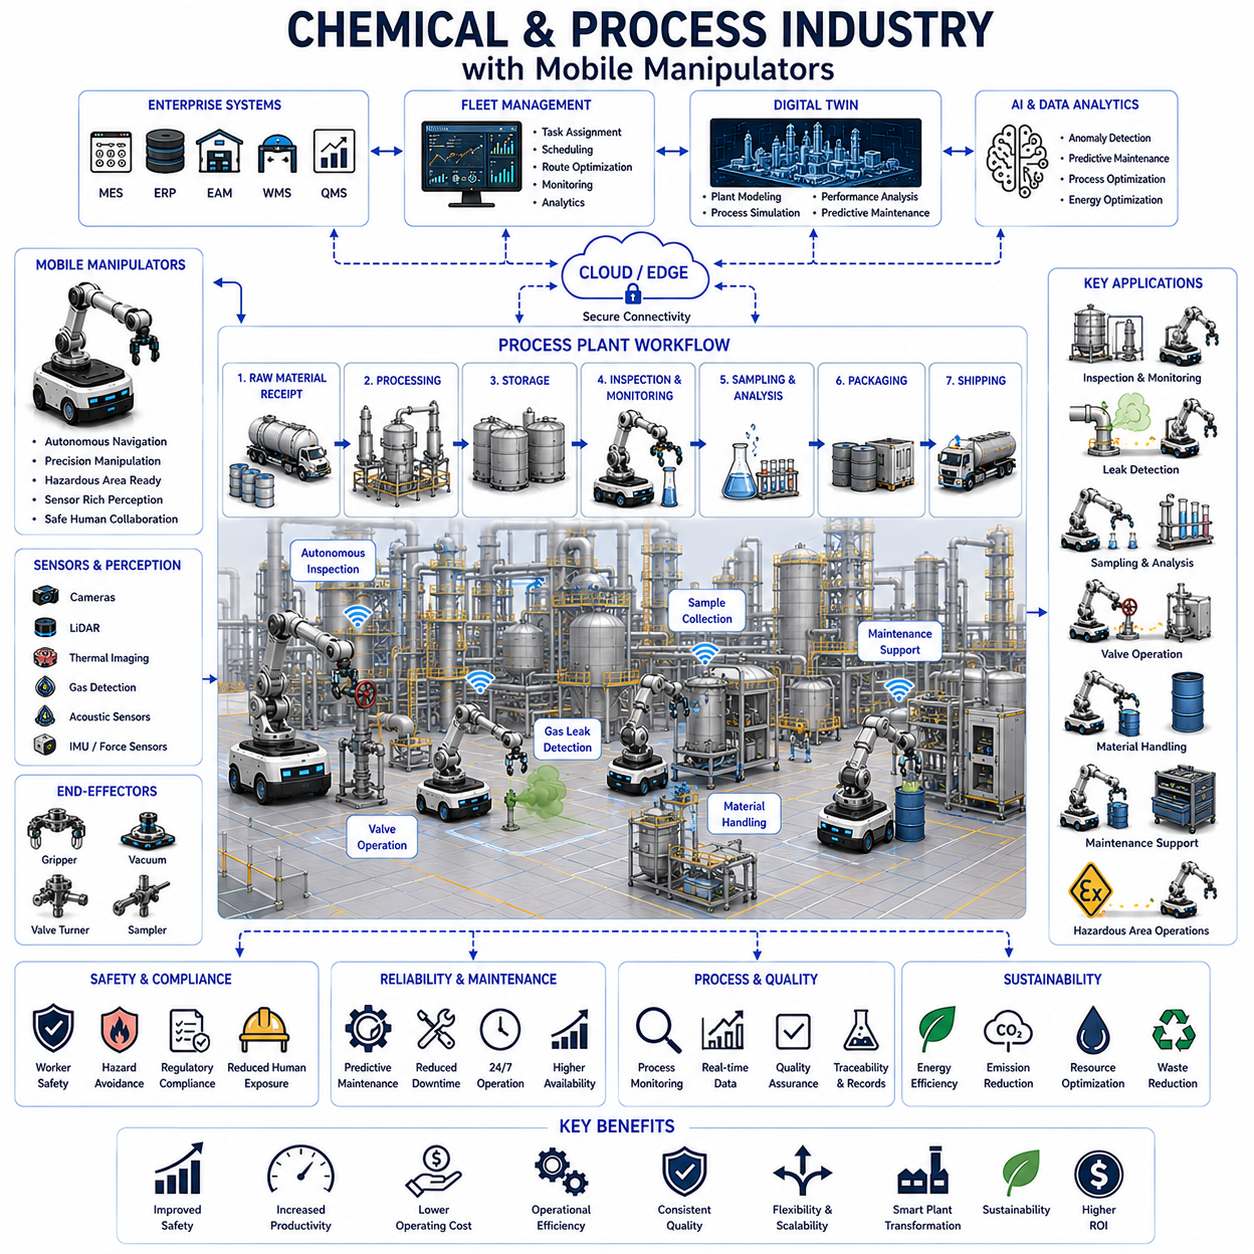 CHEMICAL & PROCESS INDUSTRY
with Mobile Manipulators
ENTERPRISE SYSTEMS
MES
ERP
EAM
WMS
QMS
FLEET MANAGEMENT
• Task Assignment
• Scheduling
• Route Optimization
• Monitoring
• Analytics
DIGITAL TWIN
• Plant Modeling
• Process Simulation
• Performance Analysis
• Predictive Maintenance
AI & DATA ANALYTICS
• Anomaly Detection
• Predictive Maintenance
• Process Optimization
• Energy Optimization
CLOUD / EDGE
Secure Connectivity
MOBILE MANIPULATORS
• Autonomous Navigation
• Precision Manipulation
• Hazardous Area Ready
• Sensor Rich Perception
• Safe Human Collaboration
SENSORS & PERCEPTION
Cameras
LiDAR
Thermal Imaging
Gas Detection
Acoustic Sensors
IMU / Force Sensors
END-EFFECTORS
Gripper
Vacuum
Valve Turner
Sampler
PROCESS PLANT WORKFLOW
1. RAW MATERIAL
RECEIPT
2. PROCESSING
3. STORAGE
4. INSPECTION &
MONITORING
5. SAMPLING &
ANALYSIS
6. PACKAGING
7. SHIPPING
Autonomous
Inspection
Sample
Collection
Maintenance
Support
Gas Leak
Detection
Valve
Operation
Material
Handling
KEY APPLICATIONS
Inspection & Monitoring
Leak Detection
Sampling & Analysis
Valve Operation
Material Handling
Maintenance Support
Ex
Hazardous Area Operations
SAFETY & COMPLIANCE
Worker
Safety
Hazard
Avoidance
Regulatory
Compliance
Reduced Human
Exposure
RELIABILITY & MAINTENANCE
Predictive
Maintenance
Reduced
Downtime
24/7
Operation
Higher
Availability
PROCESS & QUALITY
Process
Monitoring
Real-time
Data
Quality
Assurance
Traceability
& Records
SUSTAINABILITY
Energy
Efficiency
CO₂
Emission
Reduction
Resource
Optimization
Waste
Reduction
KEY BENEFITS
Improved
Safety
Increased
Productivity
$
Lower
Operating Cost
Operational
Efficiency
Consistent
Quality
Flexibility &
Scalability
Smart Plant
Transformation
Sustainability
$
Higher
ROI